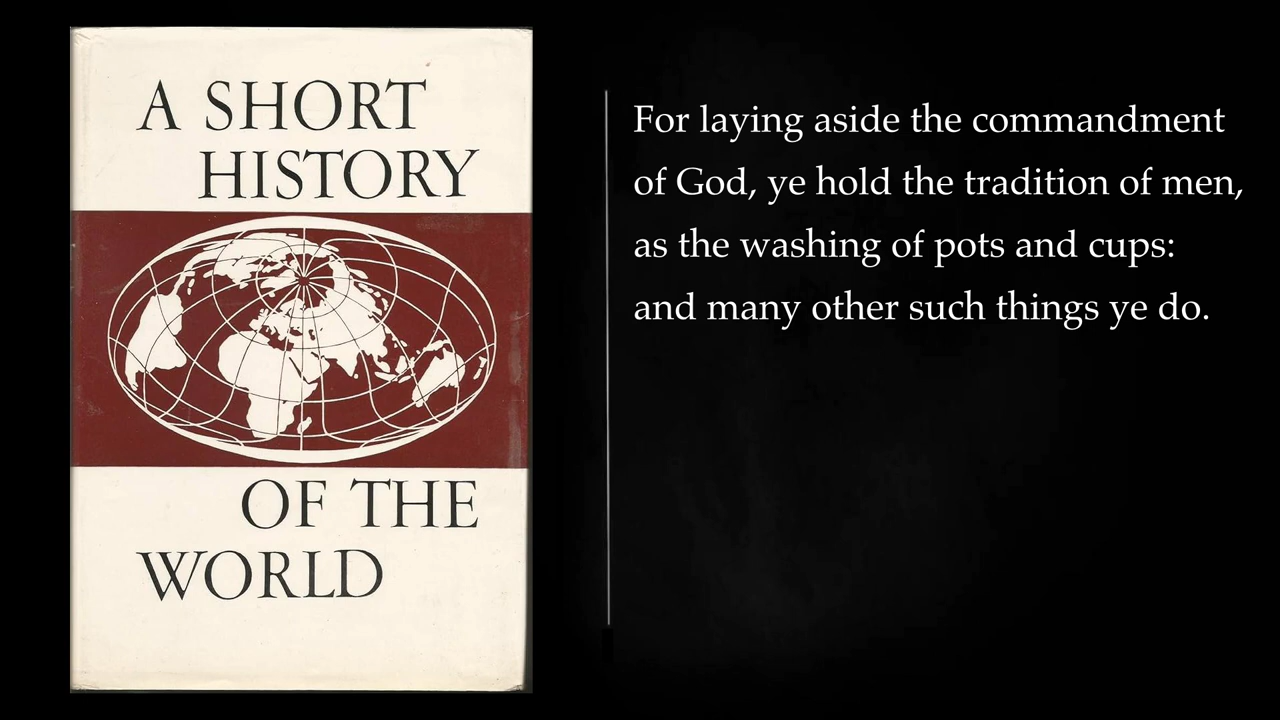 A SHORT
HISTORY
OF THE
WORLD
For laying aside the commandment
of God, ye hold the tradition of men,
as the washing of pots and cups:
and many other such things ye do.